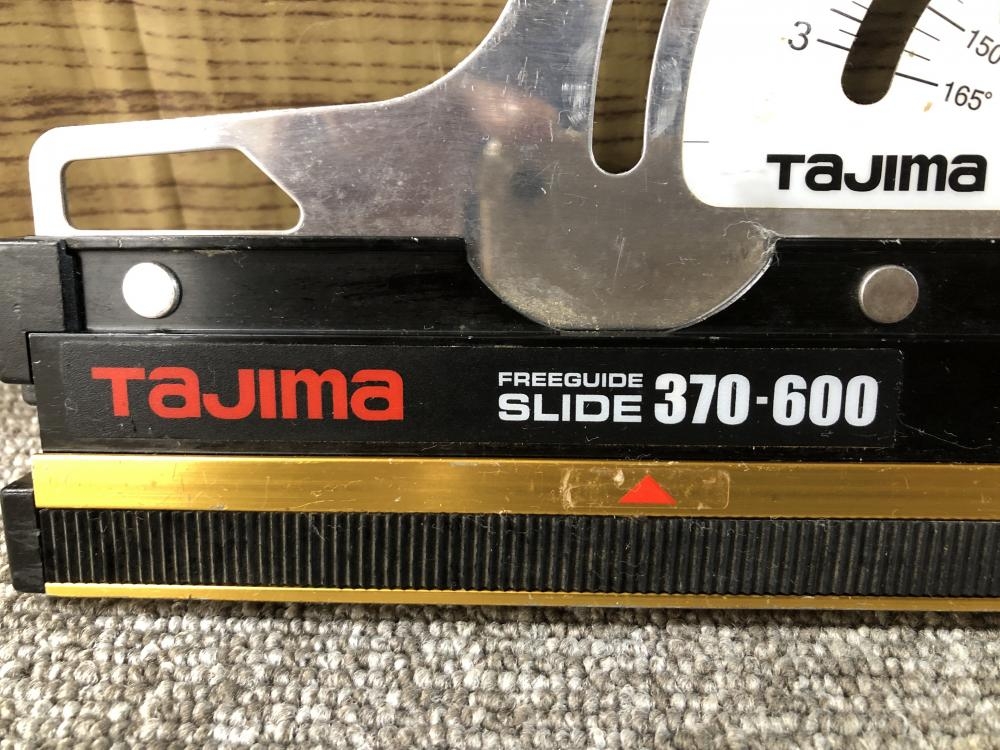 3
150
165°
TAJIMA
TAJIMA
FREEGUIDE
SLIDE 370-600